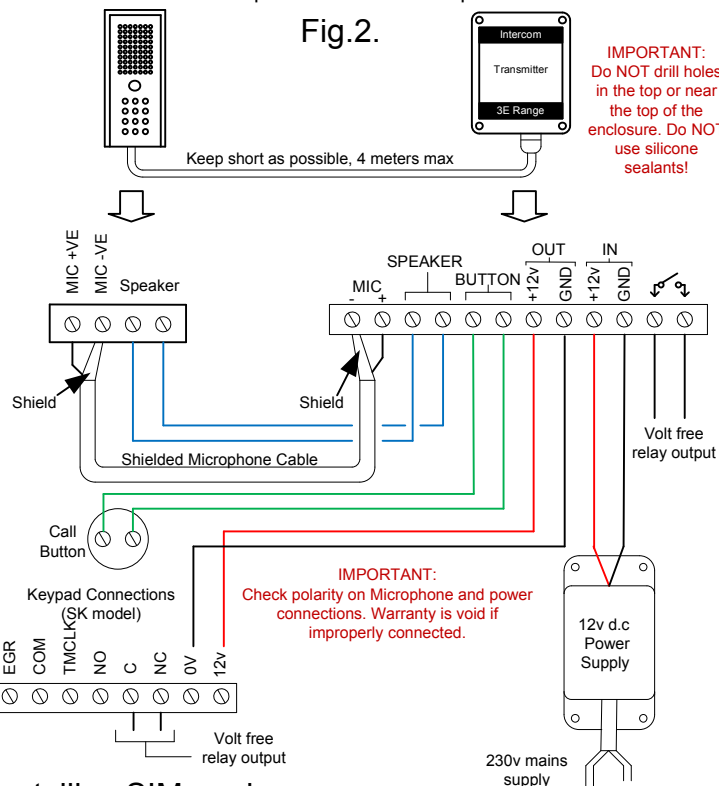 Fig.2.
Intercom
Transmitter
3E Range
IMPORTANT:
Do NOT drill holes
in the top or near
the top of the
enclosure. Do NOT
use silicone
sealants!
Keep short as possible, 4 meters max
MIC +VE
MIC -VE
Speaker
SPEAKER
MIC
- +
BUTTON
OUT
+12v
GND
IN
+12v
GND
Shield
Shield
Shielded Microphone Cable
Volt free
relay output
Call
Button
Keypad Connections
(SK model)
IMPORTANT:
Check polarity on Microphone and power
connections. Warranty is void if
improperly connected.
12v d.c
Power
Supply
EGR
COM
TMCLK
NO
C
NC
0V
12v
Volt free
relay output
230v mains
supply